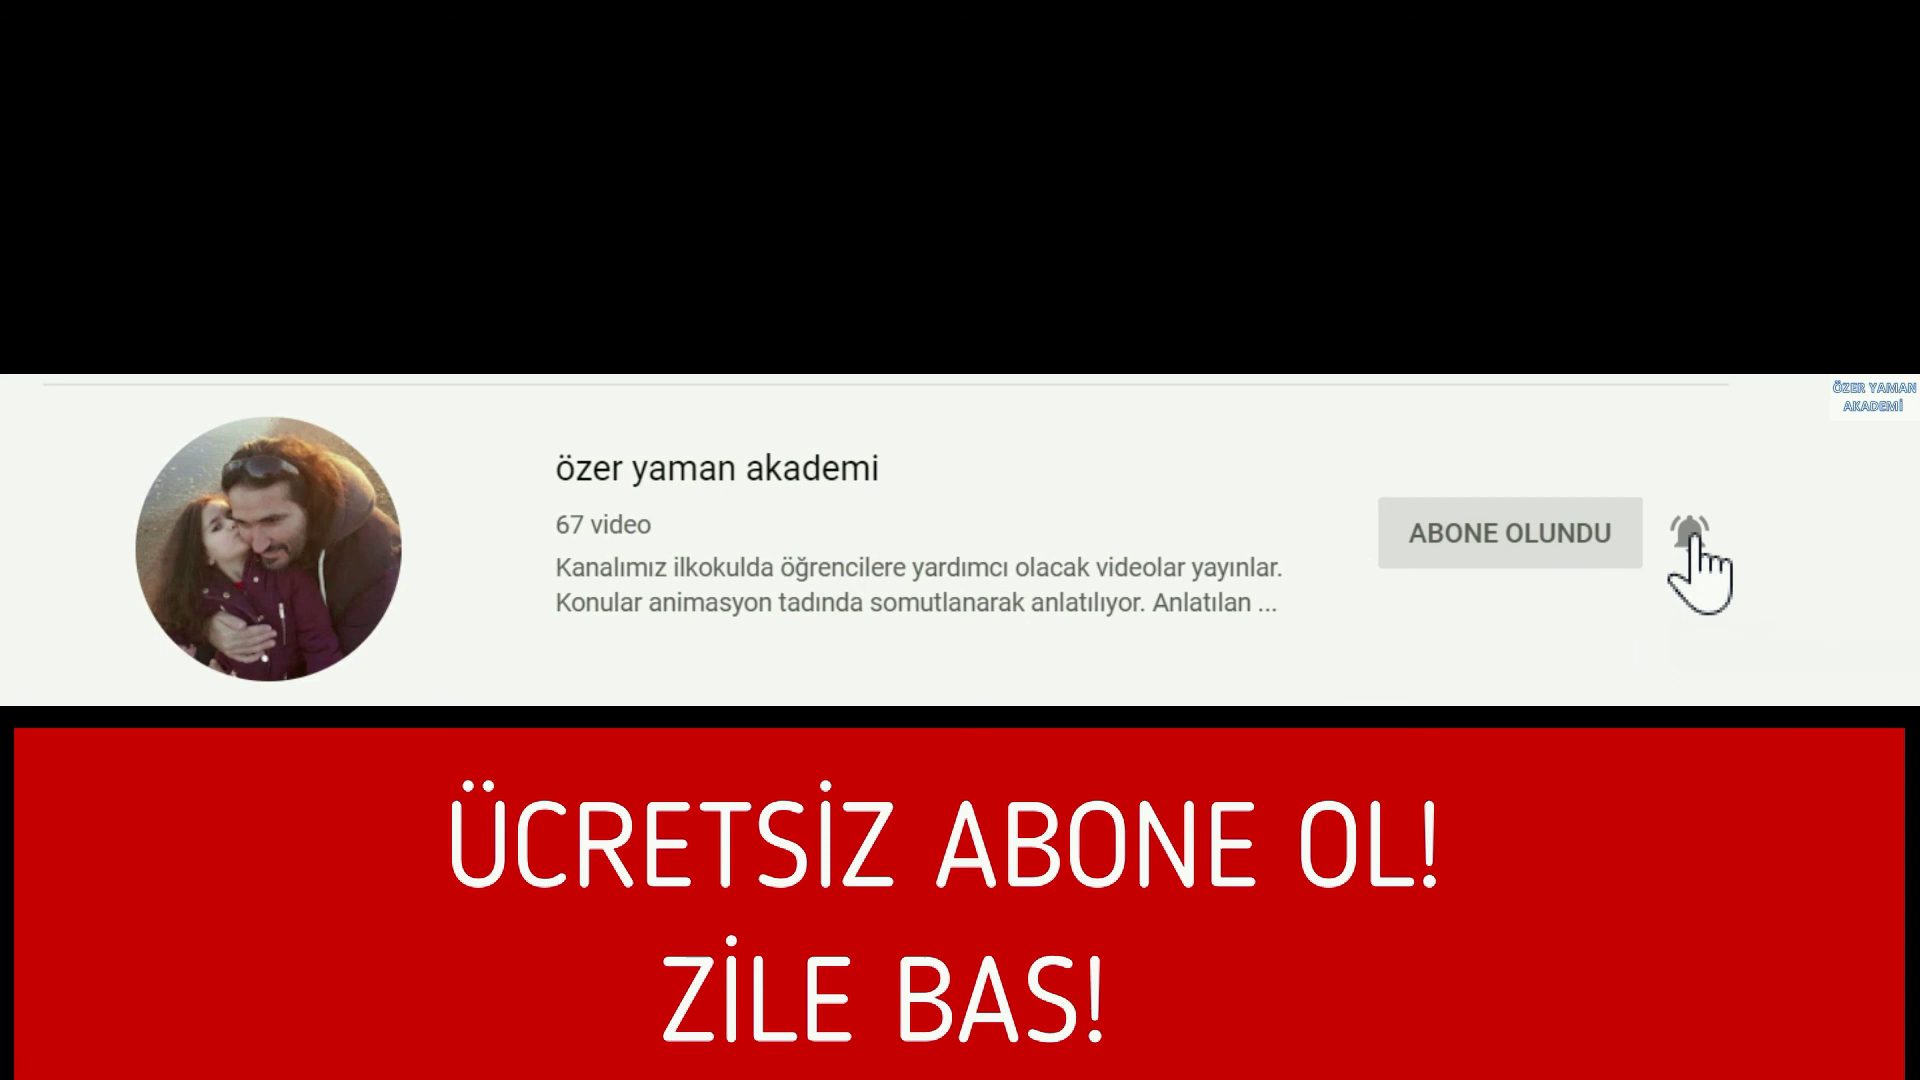 ÖZER YAMAN
AKADEMİ
özer yaman akademi
67 video
Kanalımız ilkokulda öğrencilere yardımcı olacak videolar yayınlar.
Konular animasyon tadında somutlanarak anlatılıyor. Anlatılan ...
ABONE OLUNDU
ÜCRETSİZ ABONE OL!
ZİLE BAS!